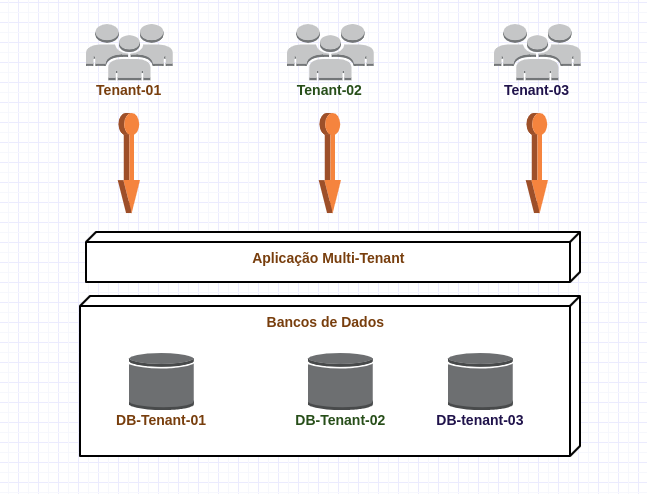 Tenant-01
Tenant-02
Tenant-03
Aplicação Multi-Tenant
Bancos de Dados
DB-Tenant-01
DB-Tenant-02
DB-tenant-03